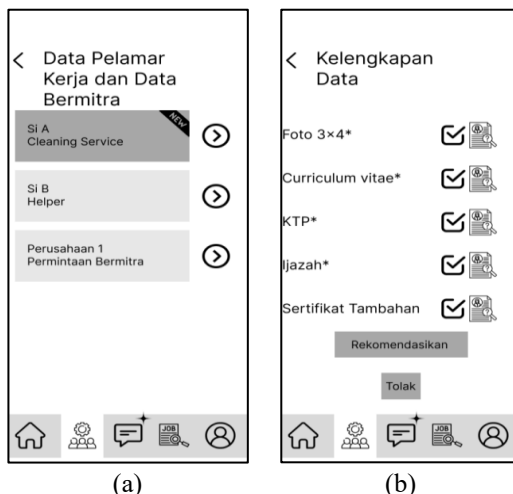 Data Pelamar
Kerja dan Data
Bermitra
NEW
Si A
Cleaning Service
Si B
Helper
Perusahaan 1
Permintaan Bermitra
JOB
(a)
Kelengkapan
Data
Foto 3×4*
Curriculum vitae*
KTP*
Ijazah*
Sertifikat Tambahan
Rekomendasikan
Tolak
JOB
(b)